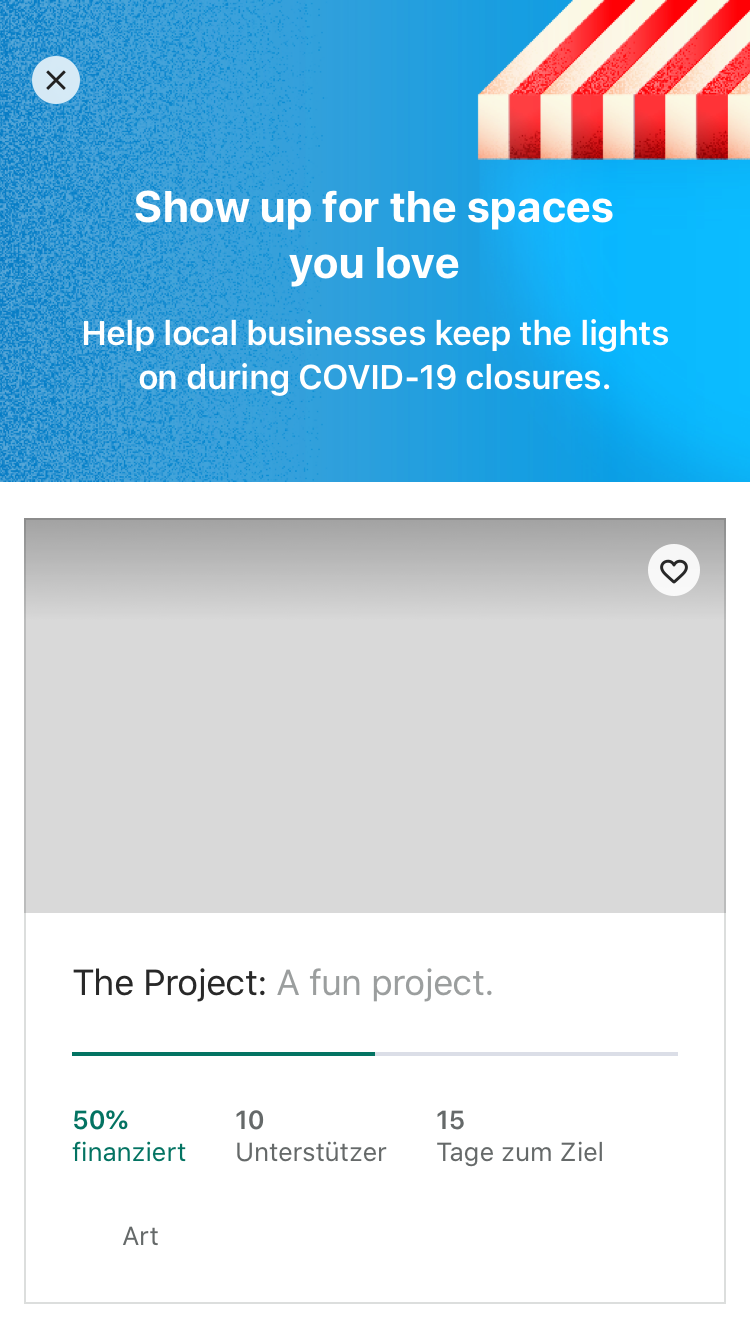 Show up for the spaces
you love
Help local businesses keep the lights
on during COVID-19 closures.
The Project: A fun project.
50%
finanziert
10
Unterstützer
15
Tage zum Ziel
Art